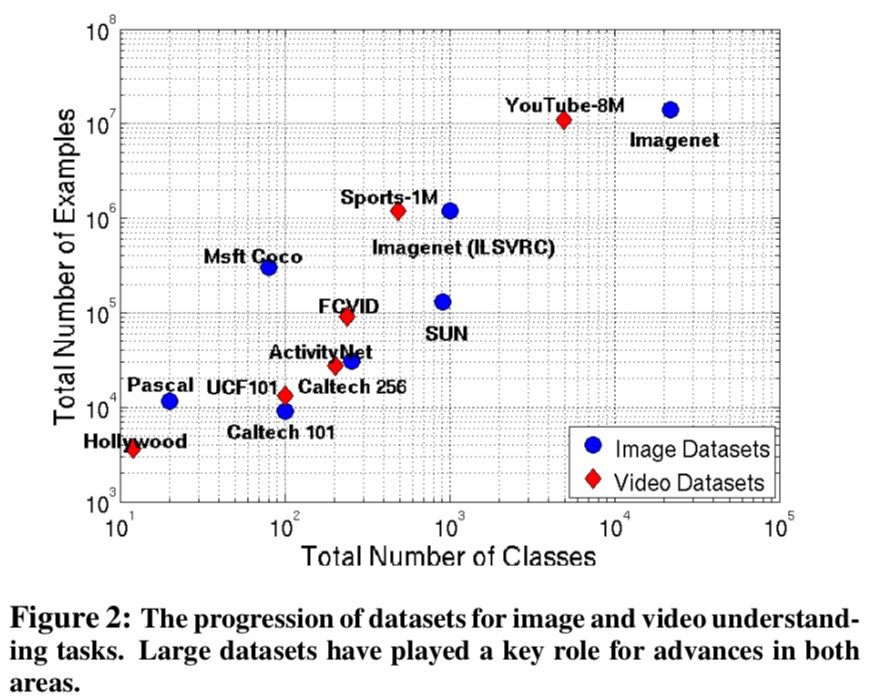 10^8
YouTube-8M
10^7
Imagenet
Sports-1M
10^6
Imagenet (ILSVRC)
Msft Coco
FCVID
10^5
SUN
ActivityNet
Pascal
UCF101
Caltech 256
10^4
Caltech 101
Hollywood
Image Datasets
Video Datasets
10^3
10^1
10^2
10^3
10^4
10^5
Total Number of Examples
Total Number of Classes
Figure 2: The progression of datasets for image and video understand-
ing tasks. Large datasets have played a key role for advances in both
areas.